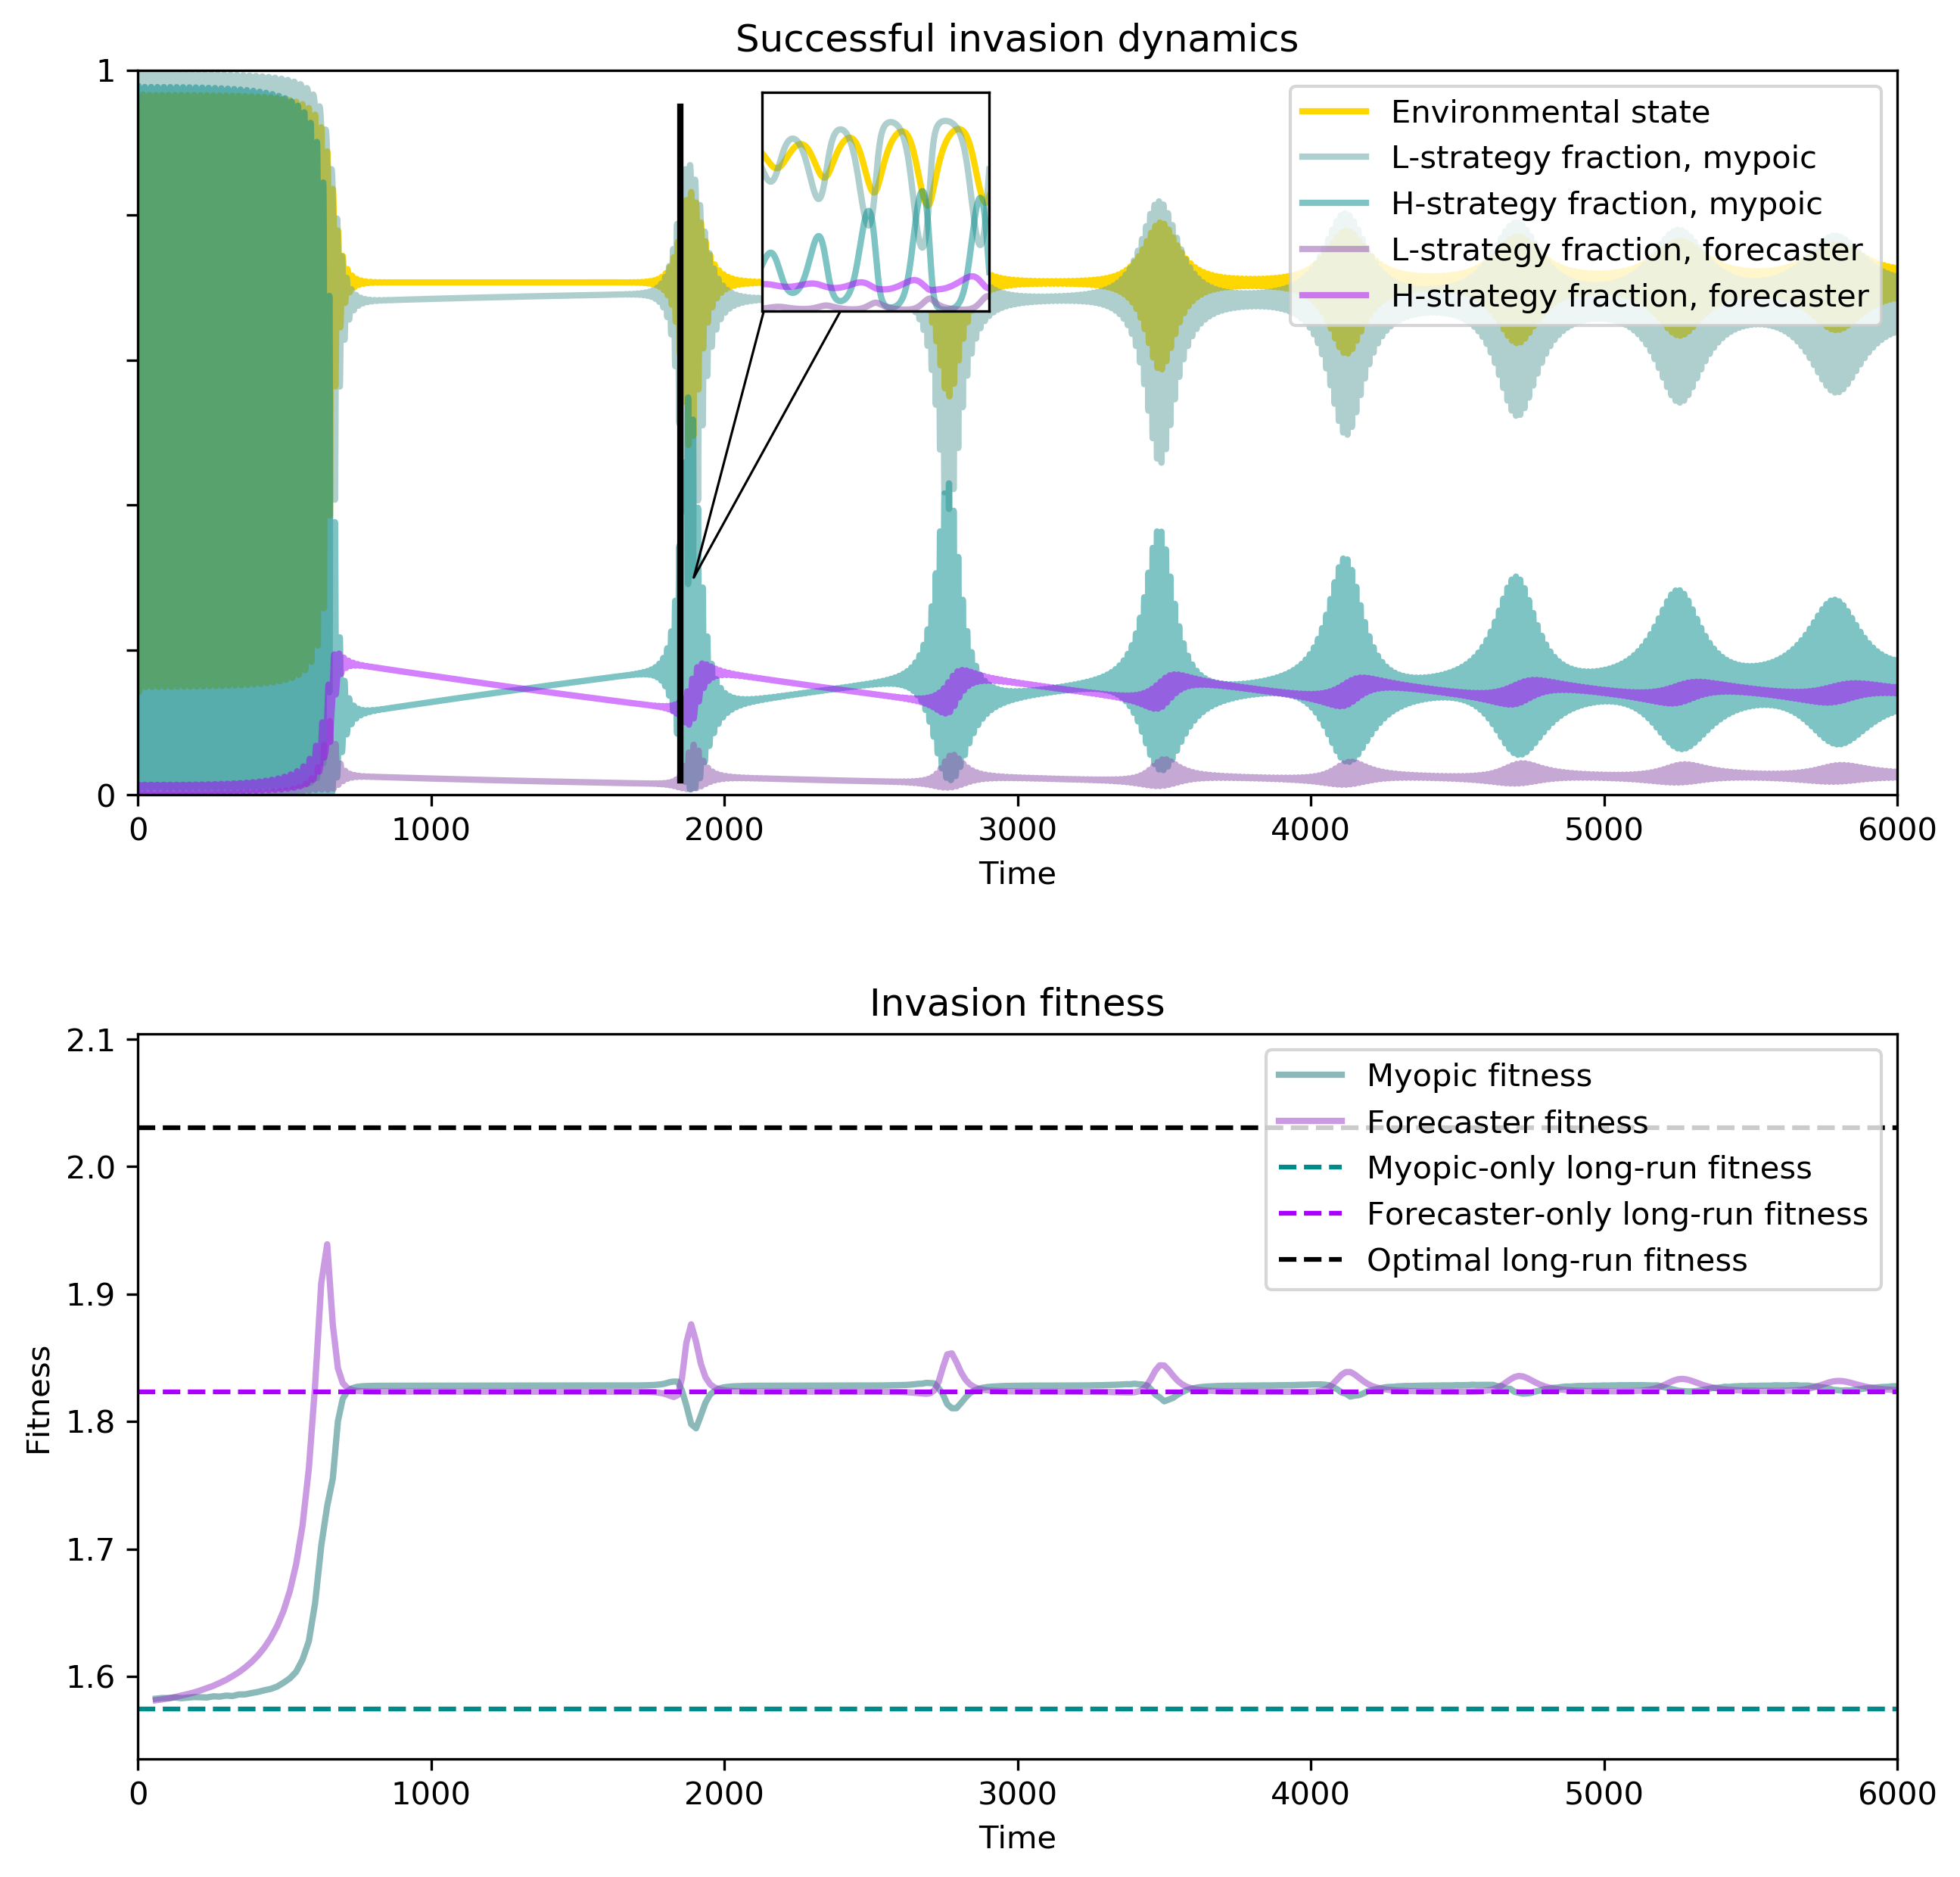 Successful invasion dynamics
1
0
Environmental state
L-strategy fraction, mypoic
H-strategy fraction, mypoic
L-strategy fraction, forecaster
H-strategy fraction, forecaster
0 1000 2000 3000 4000 5000 6000
Time
Invasion fitness
2.1
2.0
1.9
1.8
1.7
1.6
Fitness
Myopic fitness
Forecaster fitness
Myopic-only long-run fitness
Forecaster-only long-run fitness
Optimal long-run fitness
0 1000 2000 3000 4000 5000 6000
Time